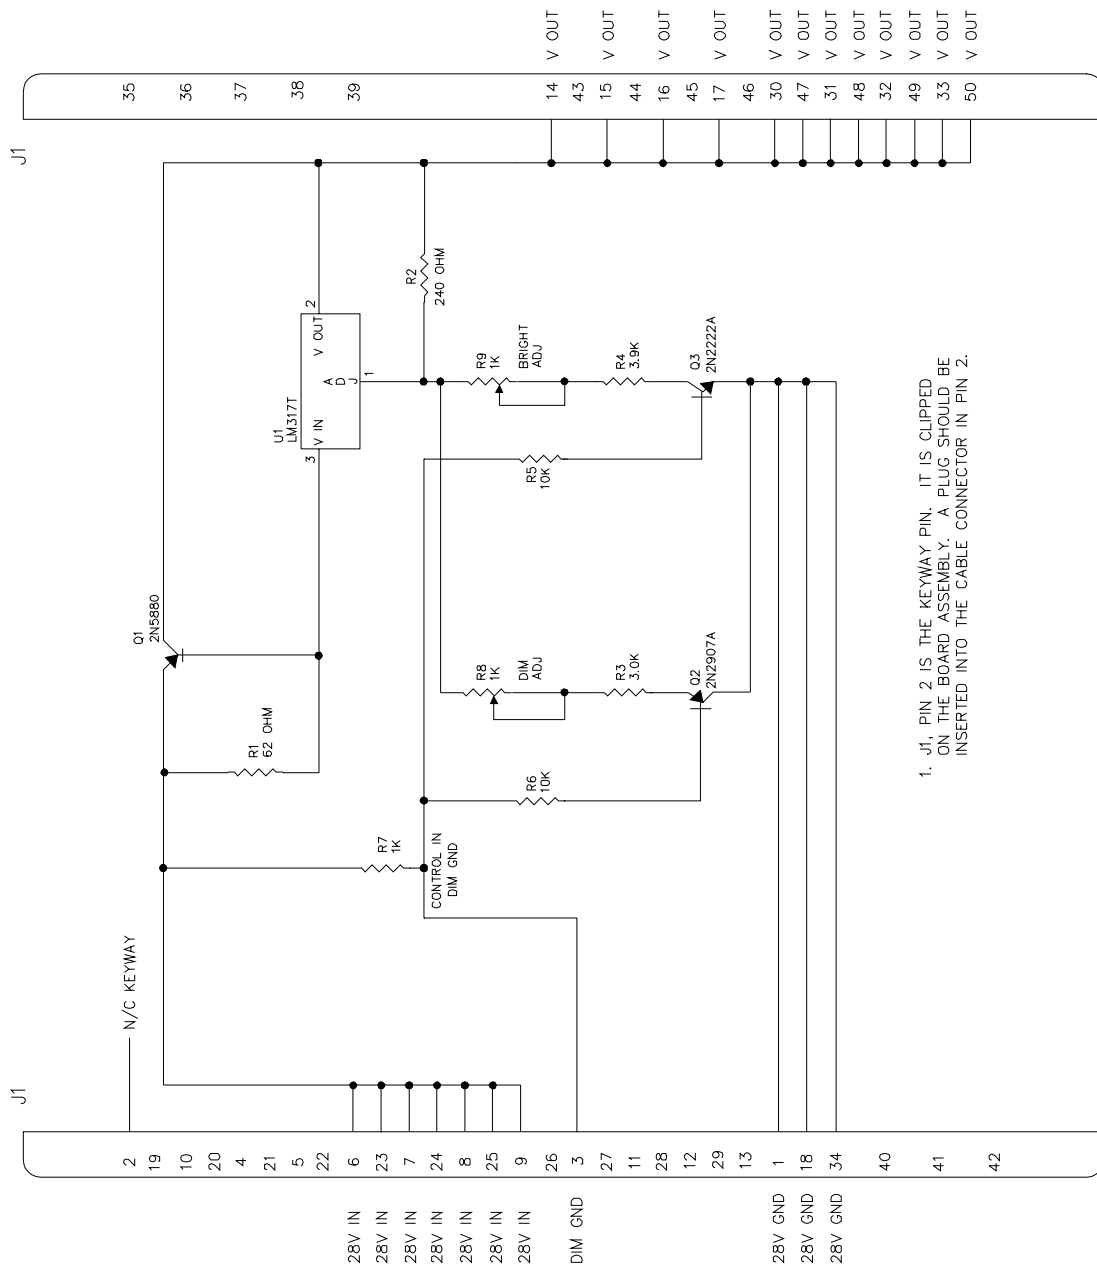 J1
2
19
10
20
4
21
5
22
28V IN 6
28V IN 23
28V IN 7
28V IN 24
28V IN 8
28V IN 25
28V IN 9
26
DIM GND 3
27
11
28
12
29
13
28V GND 1
28V GND 18
28V GND 34
40
41
42
N/C KEYWAY
Q1
2N5880
R1
62 OHM
U1
LM317T
3
V IN
V OUT
2
A
D
J
1
R7
1K
CONTROL IN
DIM GND
R2
240 OHM
R8
1K
DIM
ADJ
R9
1K
BRIGHT
ADJ
R6
10K
R5
10K
R3
3.0K
R4
3.9K
Q2
2N2907A
Q3
2N2222A
1. J1, PIN 2 IS THE KEYWAY PIN. IT IS CLIPPED
ON THE BOARD ASSEMBLY. A PLUG SHOULD BE
INSERTED INTO THE CABLE CONNECTOR IN PIN 2.
J1
35
36
37
38
39
14 V OUT
43
15 V OUT
44
16 V OUT
45
17 V OUT
46
30 V OUT
47 V OUT
31 V OUT
48 V OUT
32 V OUT
49 V OUT
33 V OUT
50 V OUT